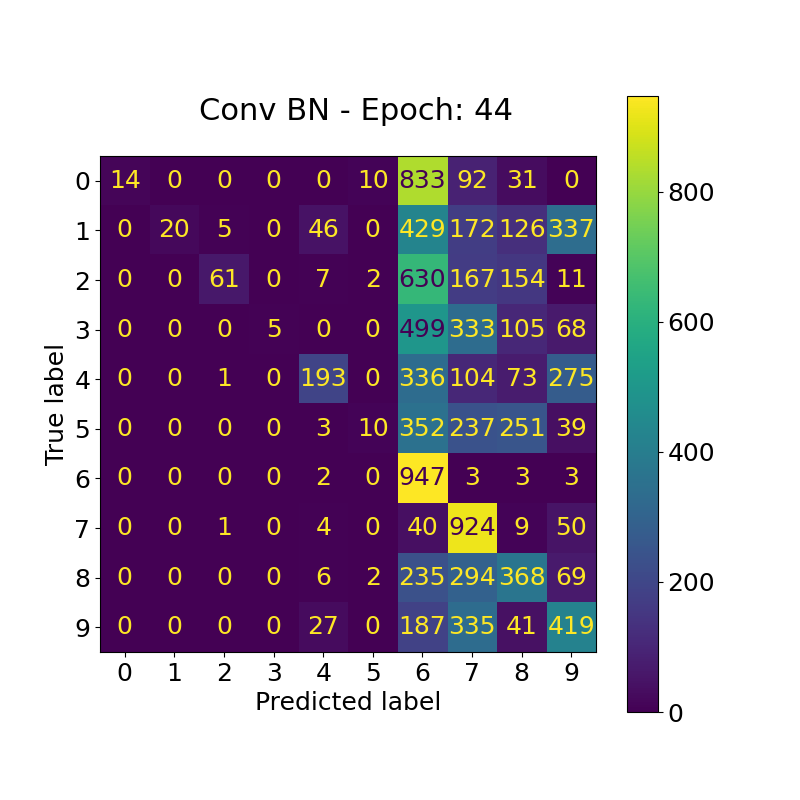 Conv BN - Epoch: 44
0 14 0 0 0 0 10 833 92 31 0
1 0 20 5 0 46 0 429 172 126 337
2 0 0 61 0 7 2 630 167 154 11
3 0 0 0 5 0 0 499 333 105 68
4 0 0 1 0 193 0 336 104 73 275
5 0 0 0 0 3 10 352 237 251 39
6 0 0 0 0 2 0 947 3 3 3
7 0 0 1 0 4 0 40 924 9 50
8 0 0 0 0 6 2 235 294 368 69
9 0 0 0 0 27 0 187 335 41 419
0 1 2 3 4 5 6 7 8 9
Predicted label
True label
800
600
400
200
0